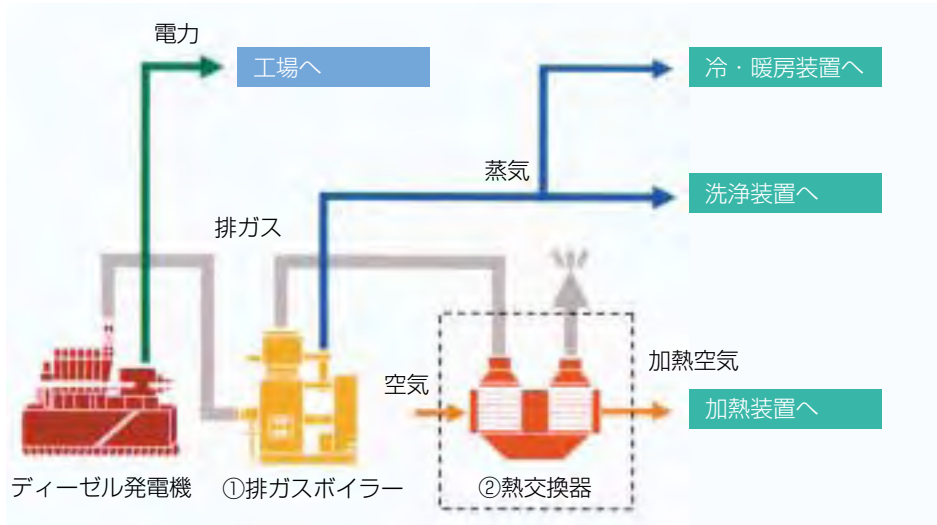 電力
工場へ
冷・暖房装置へ
蒸気
洗浄装置へ
排ガス
加熱空気
空気
加熱装置へ
ディーゼル発電機
①排ガスボイラー
②熱交換器